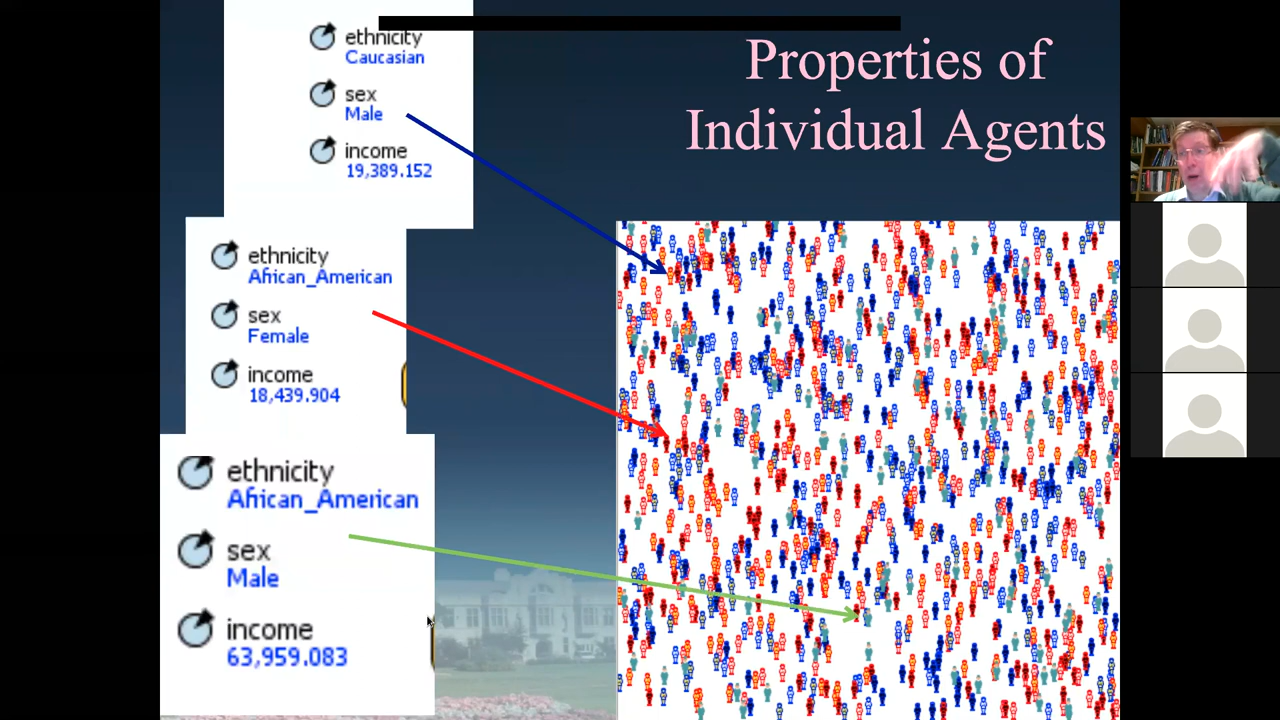 Properties of
Individual Agents
ethnicity
Caucasian
sex
Male
income
19,389.152
ethnicity
African_American
sex
Female
income
18,439.904
ethnicity
African_American
sex
Male
income
63,959.083